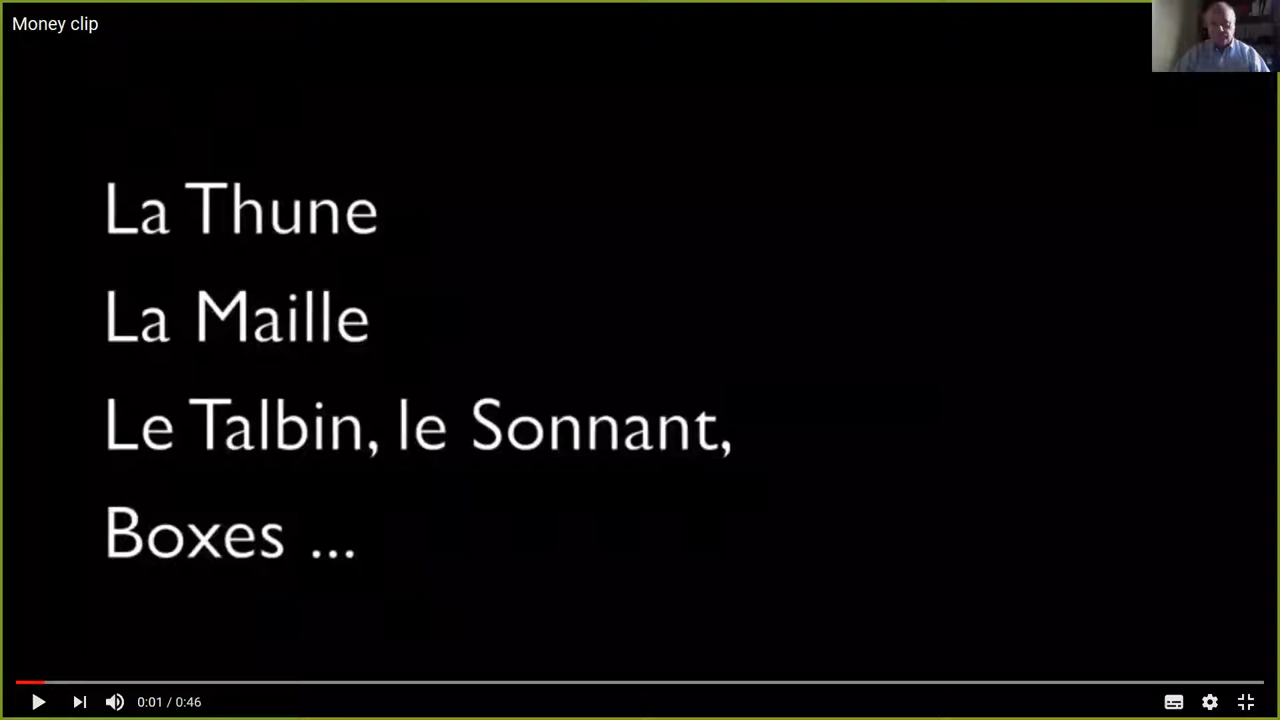 Money clip
La Thune
La Maille
Le Talbin, le Sonnant,
Boxes ...
0:01 / 0:46